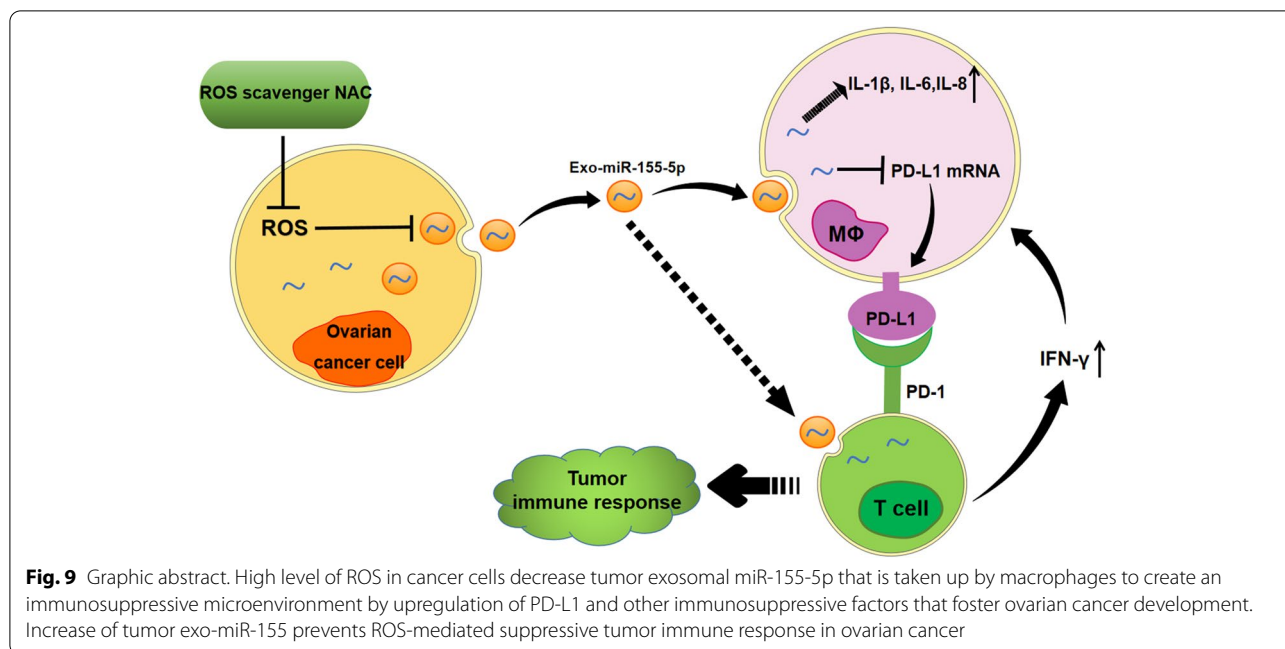 ROS scavenger NAC
ROS
Ovarian
cancer cell
Exo-miR-155-5p
IL-1β, IL-6,IL-8
PD-L1 mRNA
MΦ
PD-L1
PD-1
IFN-γ
T cell
Tumor
immune response
Fig. 9 Graphic abstract. High level of ROS in cancer cells decrease tumor exosomal miR-155-5p that is taken up by macrophages to create an
immunosuppressive microenvironment by upregulation of PD-L1 and other immunosuppressive factors that foster ovarian cancer development.
Increase of tumor exo-miR-155 prevents ROS-mediated suppressive tumor immune response in ovarian cancer